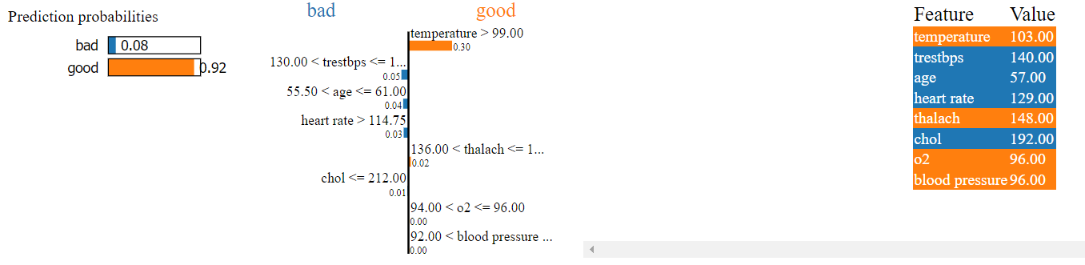 Prediction probabilities
bad 0.08
good 0.92
bad good
temperature > 99.00
0.30
130.00 < trestbps <= 1...
0.05
55.50 < age <= 61.00
0.04
heart rate > 114.75
0.03
136.00 < thalach <= 1...
0.02
chol <= 212.00
0.01
94.00 < o2 <= 96.00
0.00
92.00 < blood pressure ...
0.00
Feature Value
temperature 103.00
trestbps 140.00
age 57.00
heart rate 129.00
thalach 148.00
chol 192.00
o2 96.00
blood pressure 96.00